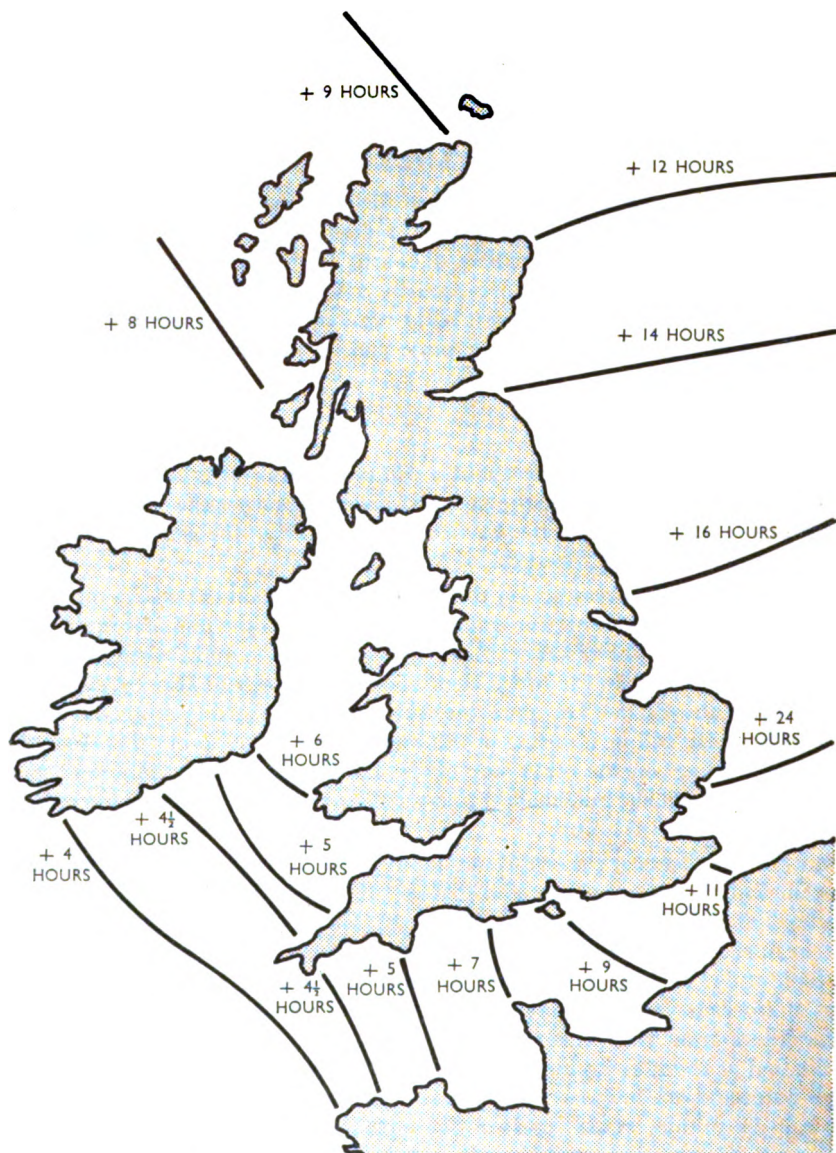 + 9 HOURS
+ 12 HOURS
+ 8 HOURS
+ 14 HOURS
+ 16 HOURS
+ 24
HOURS
+ 6
HOURS
+ 4½
HOURS
+ 5
HOURS
+ 4
HOURS
+ 11
HOURS
+ 4½
HOURS
+ 5
HOURS
+ 7
HOURS
+ 9
HOURS